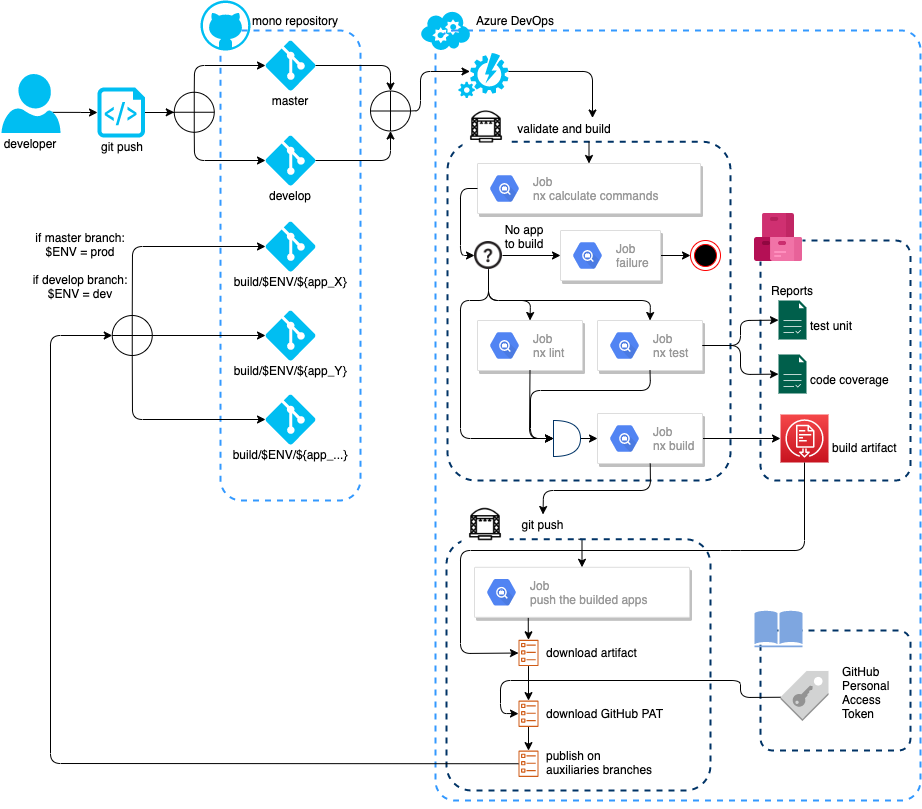 mono repository
Azure DevOps
master
developer
git push
develop
validate and build
Job
nx calculate commands
No app
to build
?
Job
failure
if master branch:
$ENV = prod
if develop branch:
$ENV = dev
build/$ENV/${app_X}
build/$ENV/${app_Y}
build/$ENV/${app_...}
Job
nx lint
Job
nx test
Reports
test unit
code coverage
Job
nx build
build artifact
git push
Job
push the builded apps
download artifact
download GitHub PAT
publish on
auxiliaries branches
GitHub
Personal
Access
Token